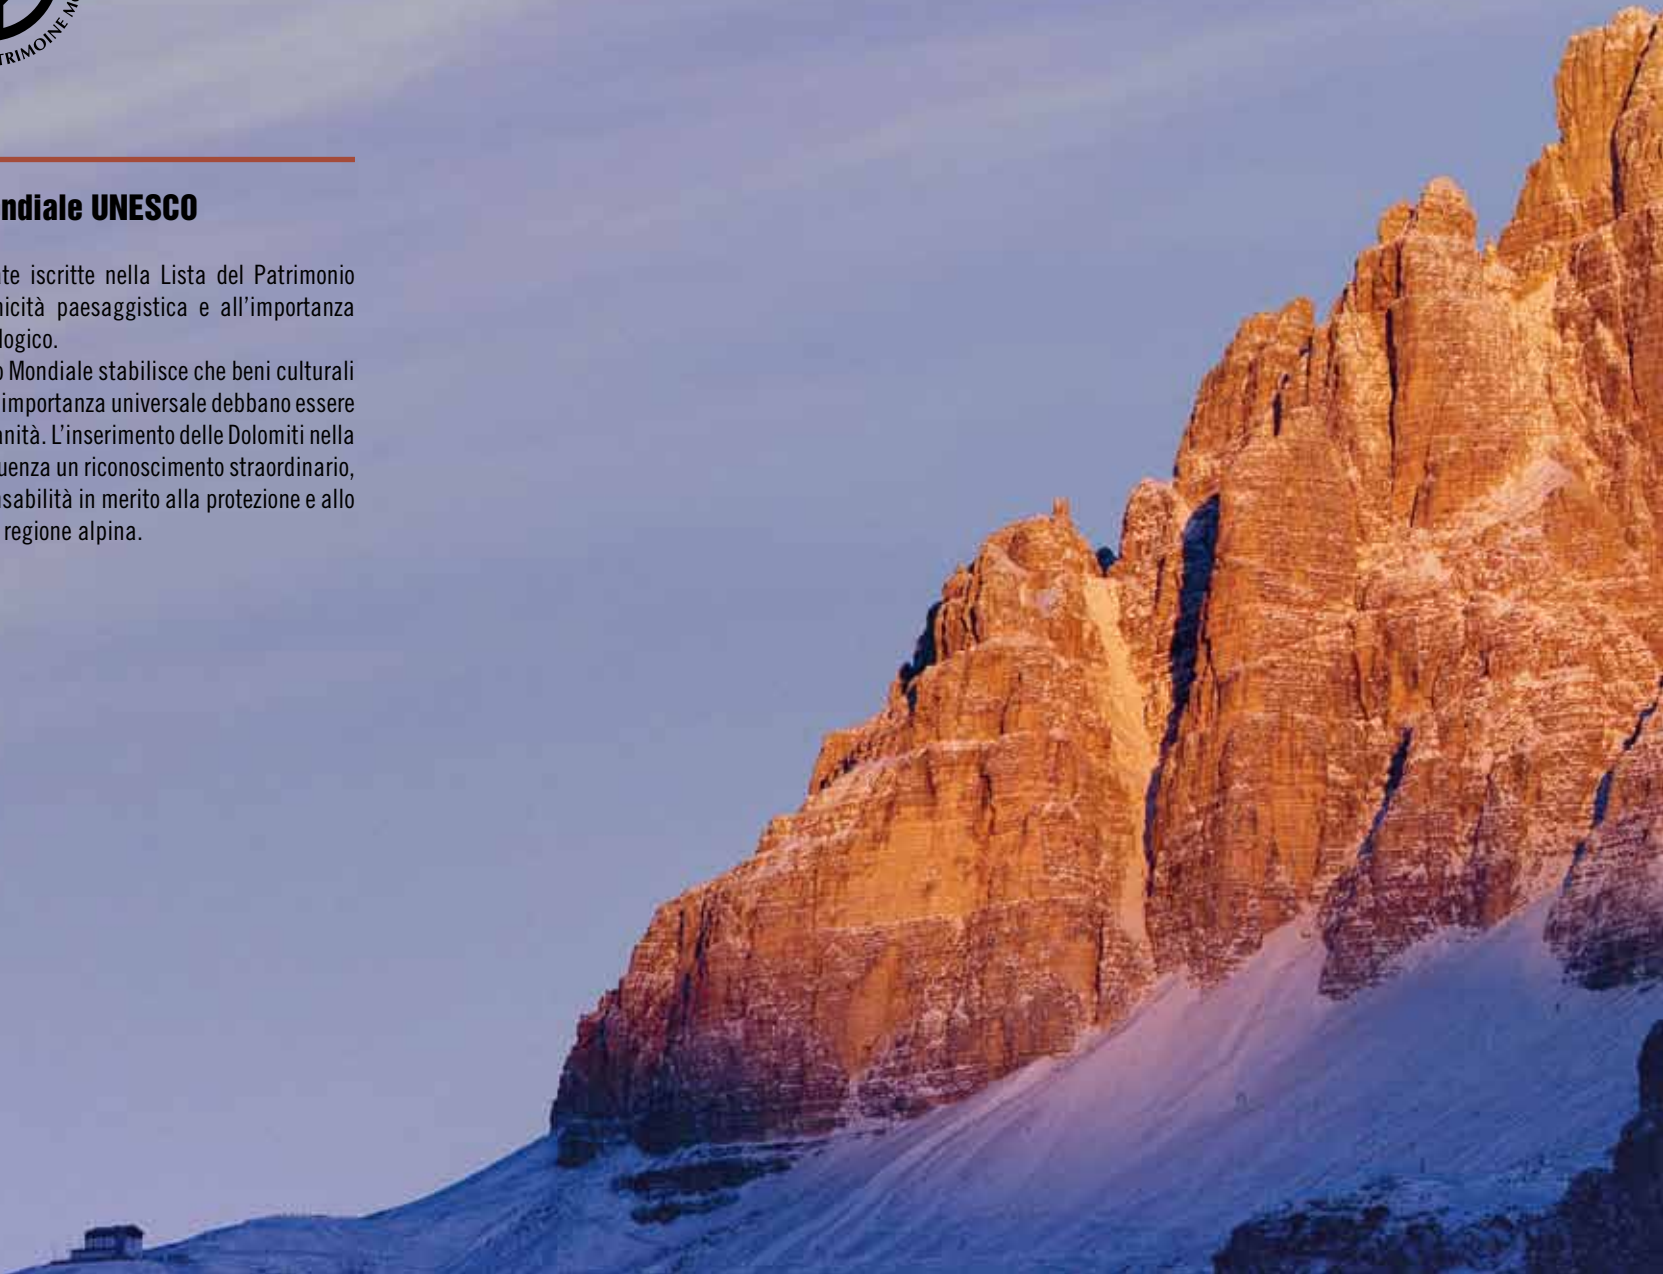 TRIMOINE MO
ndiale UNESCO
te iscritte nella Lista del Patrimonio
nicità paesaggistica e all'importanza
logico.
o Mondiale stabilisce che beni culturali
importanza universale debbano essere
anità. L'inserimento delle Dolomiti nella
uenza un riconoscimento straordinario,
nsabilità in merito alla protezione e allo
regione alpina.